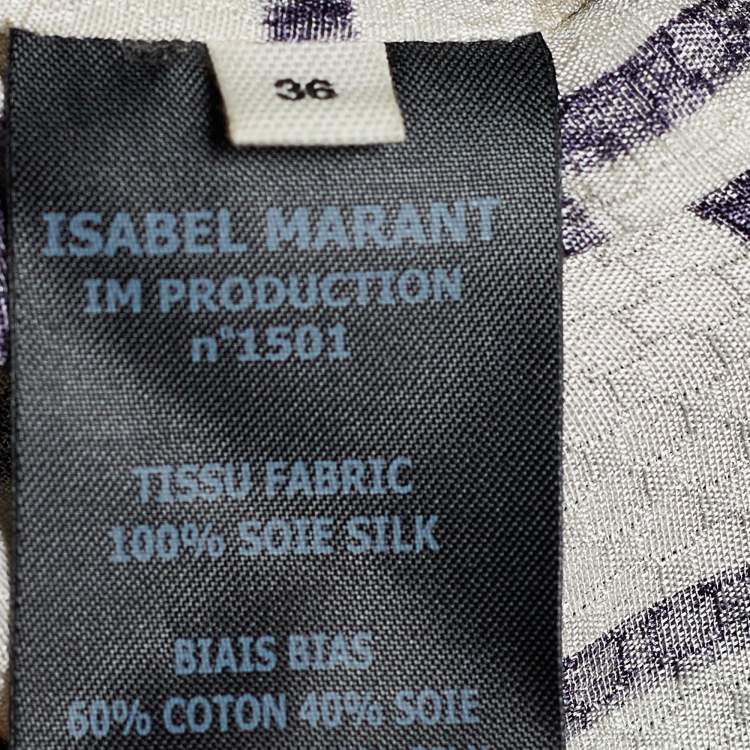 36
ISABEL MARANT
IM PRODUCTION
n°1501
TISSU FABRIC
100% SOIE SILK
BIAIS BIAS
60% COTON 40% SOIE